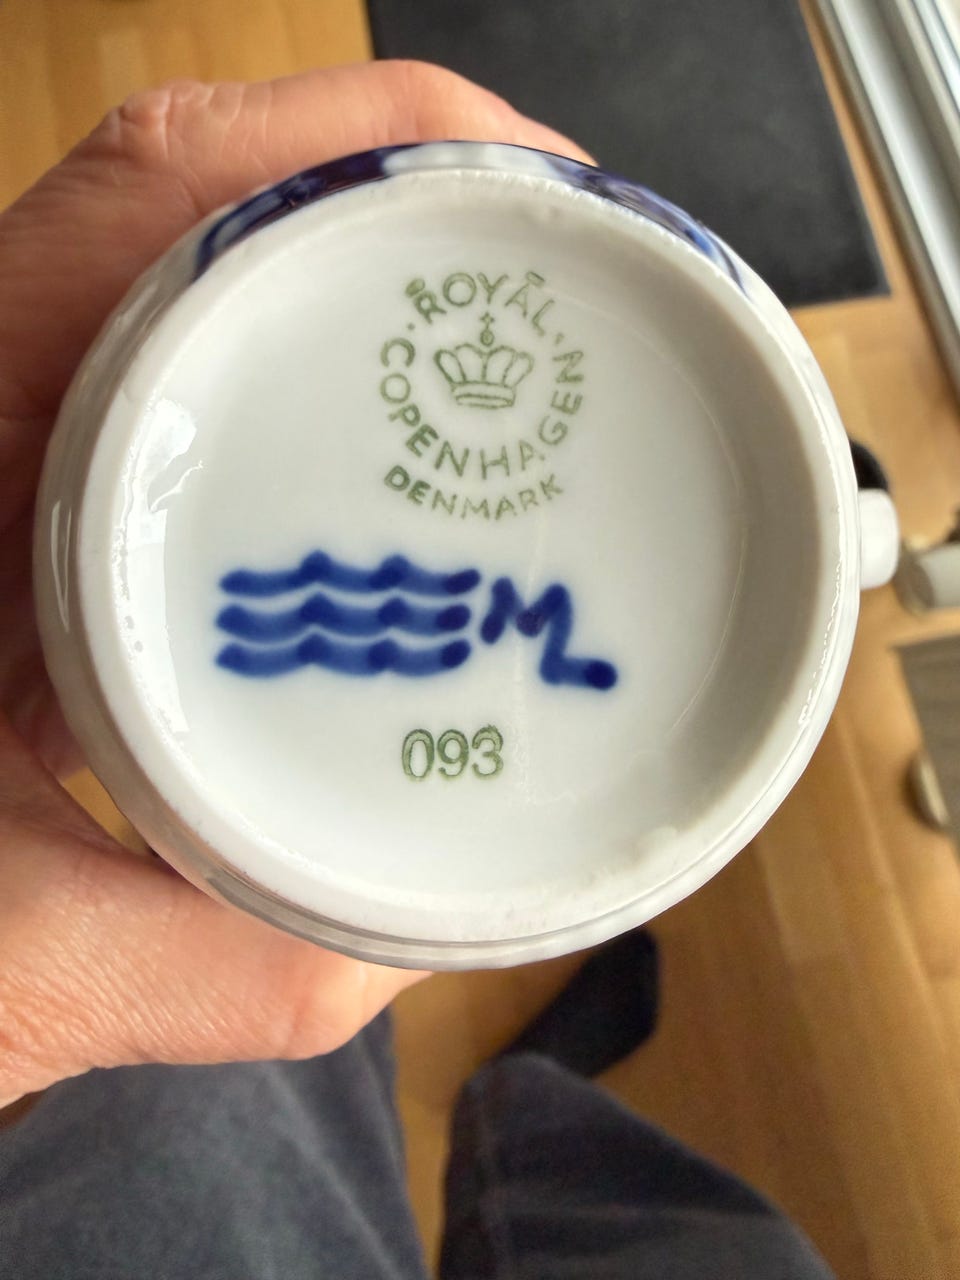 ROYAL
COPENHAGEN
DENMARK
093